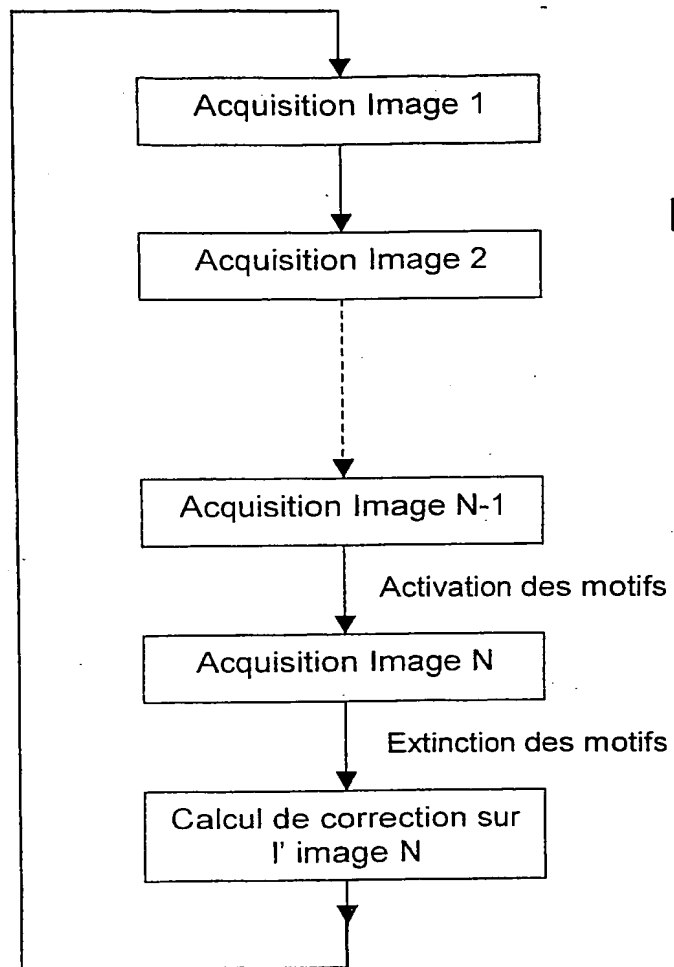 Acquisition Image 1
Acquisition Image 2
Acquisition Image N-1
Activation des motifs
Acquisition Image N
Extinction des motifs
Calcul de correction sur
l' image N